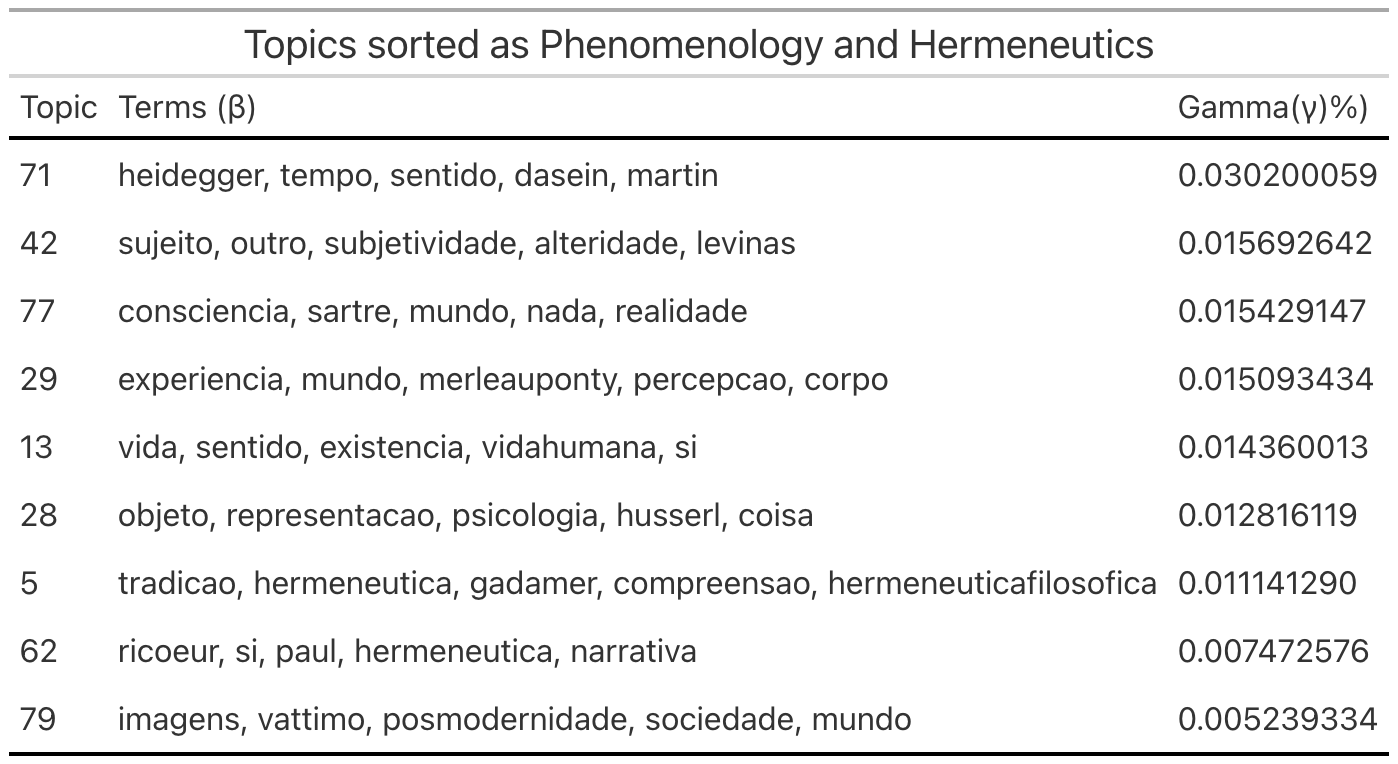 Topics sorted as Phenomenology and Hermeneutics
Topic Terms (β) Gamma(γ)%)
71 heidegger, tempo, sentido, dasein, martin 0.030200059
42 sujeito, outro, subjetividade, alteridade, levinas 0.015692642
77 consciencia, sartre, mundo, nada, realidade 0.015429147
29 experiencia, mundo, merleauponty, percepcao, corpo 0.015093434
13 vida, sentido, existencia, vidahumana, si 0.014360013
28 objeto, representacao, psicologia, husserl, coisa 0.012816119
5 tradicao, hermeneutica, gadamer, compreensao, hermeneuticafilosofica 0.011141290
62 ricoeur, si, paul, hermeneutica, narrativa 0.007472576
79 imagens, vattimo, posmodernidade, sociedade, mundo 0.005239334